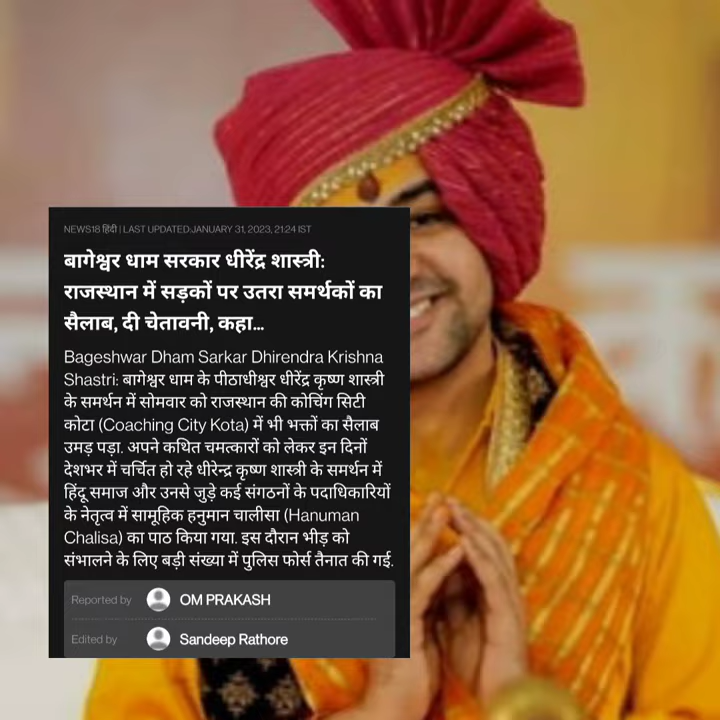 NEWS18 हिंदी | LAST UPDATED:JANUARY 31, 2023, 21:24 IST
बागेश्वर धाम सरकार धीरेंद्र शास्त्री:
राजस्थान में सड़कों पर उतरा समर्थकों का
सैलाब, दी चेतावनी, कहा...
Bageshwar Dham Sarkar Dhirendra Krishna
Shastri: बागेश्वर धाम के पीठाधीश्वर धीरेंद्र कृष्ण शास्त्री
के समर्थन में सोमवार को राजस्थान की कोचिंग सिटी
कोटा (Coaching City Kota) में भी भक्तों का सैलाब
उमड़ पड़ा. अपने कथित चमत्कारों को लेकर इन दिनों
देशभर में चर्चित हो रहे धीरेन्द्र कृष्ण शास्त्री के समर्थन में
हिंदू समाज और उनसे जुड़े कई संगठनों के पदाधिकारियों
के नेतृत्व में सामूहिक हनुमान चालीसा (Hanuman
Chalisa) का पाठ किया गया. इस दौरान भीड़ को
संभालने के लिए बड़ी संख्या में पुलिस फोर्स तैनात की गई.
Reported by OM PRAKASH
Edited by Sandeep Rathore